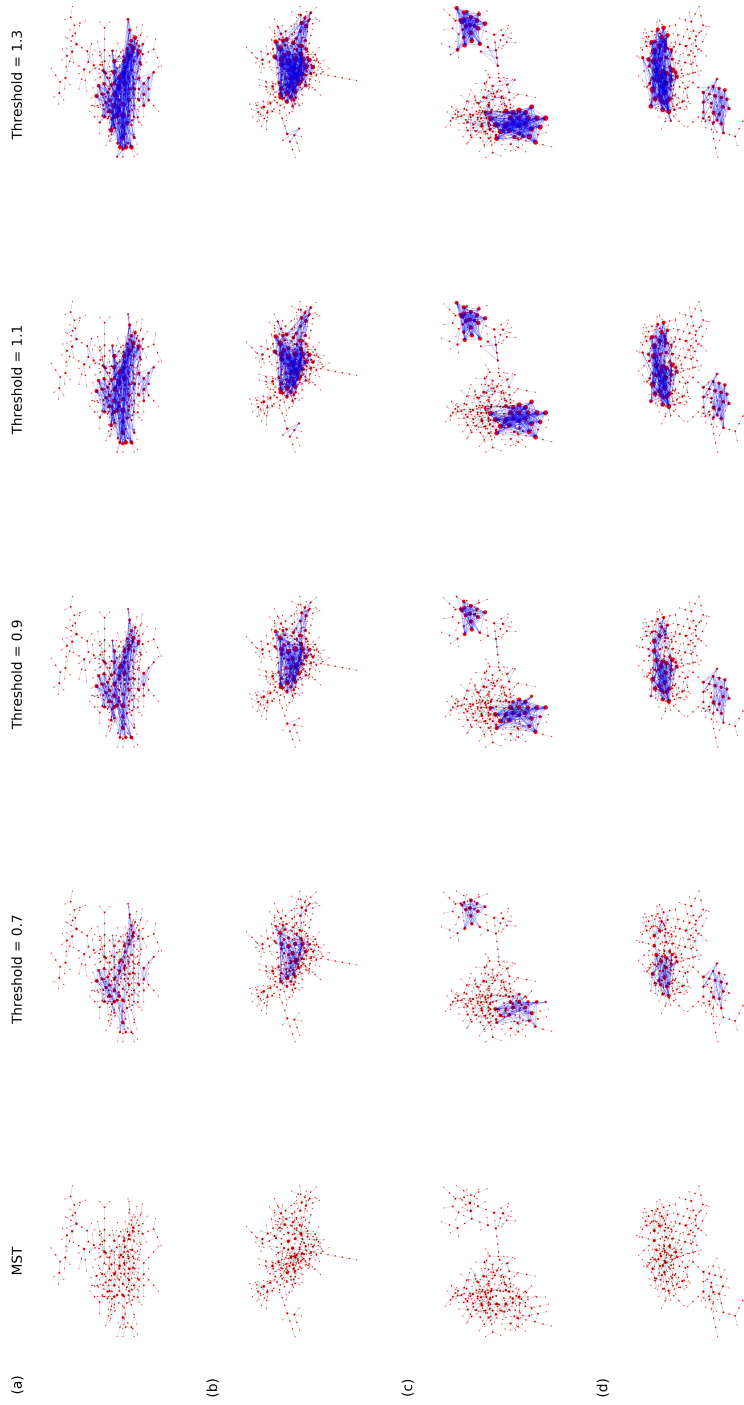 (a)
MST
Threshold = 0.7
Threshold = 0.9
Threshold = 1.1
Threshold = 1.3
(b)
(c)
(d)